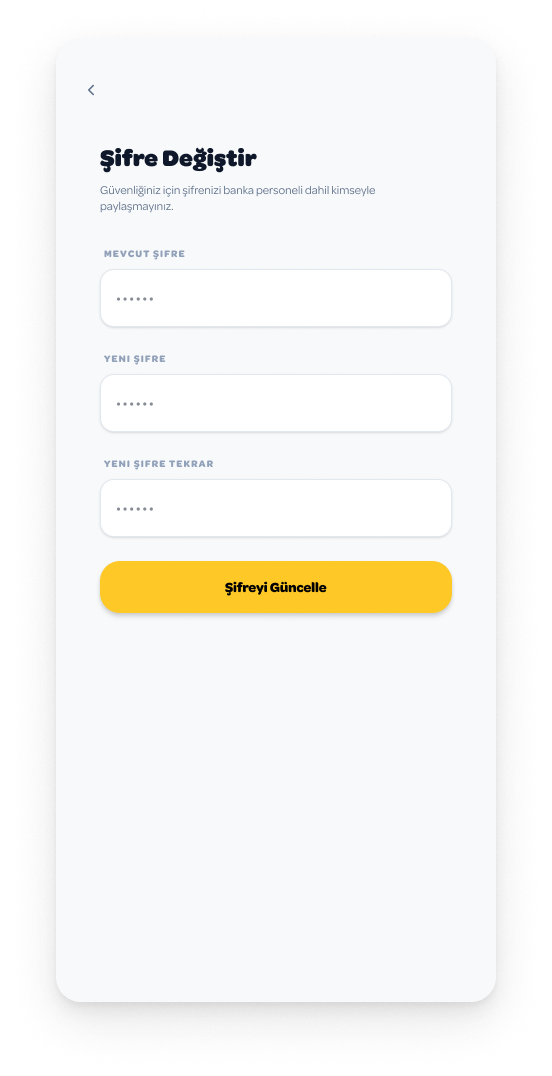 Şifre Değiştir
Güvenliğiniz için şifrenizi banka personeli dahil kimseyle
paylaşmayınız.
MEVCUT ŞIFRE
••••••
YENI ŞIFRE
••••••
YENI ŞIFRE TEKRAR
••••••
Şifreyi Güncelle